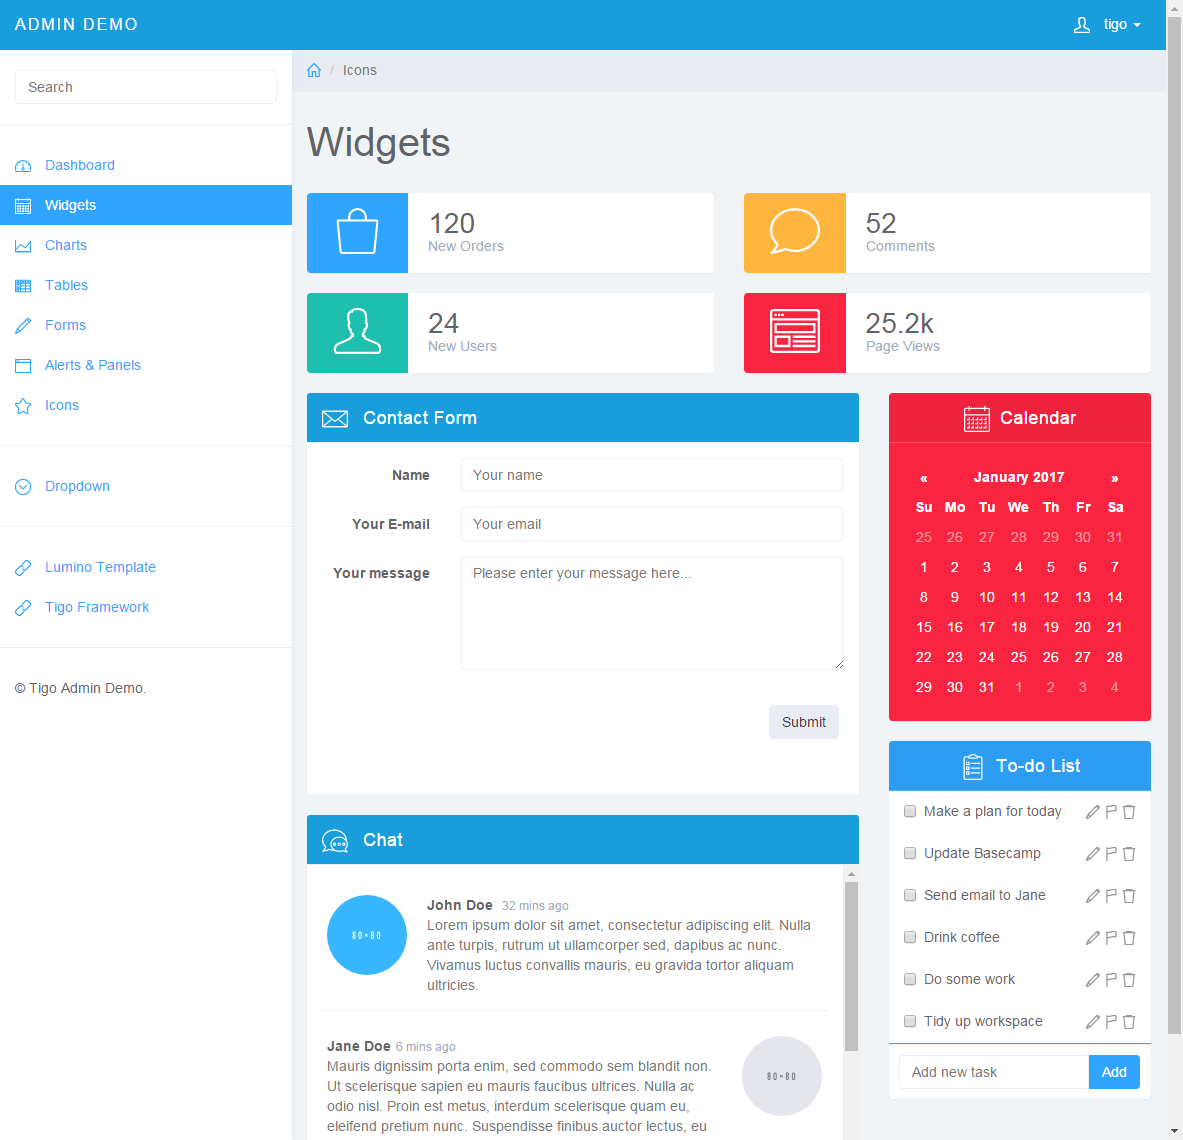 ADMIN DEMO
tigo
Search
Dashboard
Widgets
Charts
Tables
Forms
Alerts & Panels
Icons
Dropdown
Lumino Template
Tigo Framework
© Tigo Admin Demo.
/ Icons
Widgets
120
New Orders
52
Comments
24
New Users
25.2k
Page Views
Contact Form
Name
Your name
Your E-mail
Your email
Your message
Please enter your message here...
Submit
Chat
80×80
John Doe 32 mins ago
Lorem ipsum dolor sit amet, consectetur adipiscing elit. Nulla
ante turpis, rutrum ut ullamcorper sed, dapibus ac nunc.
Vivamus luctus convallis mauris, eu gravida tortor aliquam
ultricies.
Jane Doe 6 mins ago
Mauris dignissim porta enim, sed commodo sem blandit non.
Ut scelerisque sapien eu mauris faucibus ultrices. Nulla ac
odio nisl. Proin est metus, interdum scelerisque quam eu,
eleifend pretium nunc. Suspendisse finibus auctor lectus, eu
80×80
Calendar
« January 2017 »
Su Mo Tu We Th Fr Sa
25 26 27 28 29 30 31
1 2 3 4 5 6 7
8 9 10 11 12 13 14
15 16 17 18 19 20 21
22 23 24 25 26 27 28
29 30 31 1 2 3 4
To-do List
Make a plan for today
Update Basecamp
Send email to Jane
Drink coffee
Do some work
Tidy up workspace
Add new task
Add